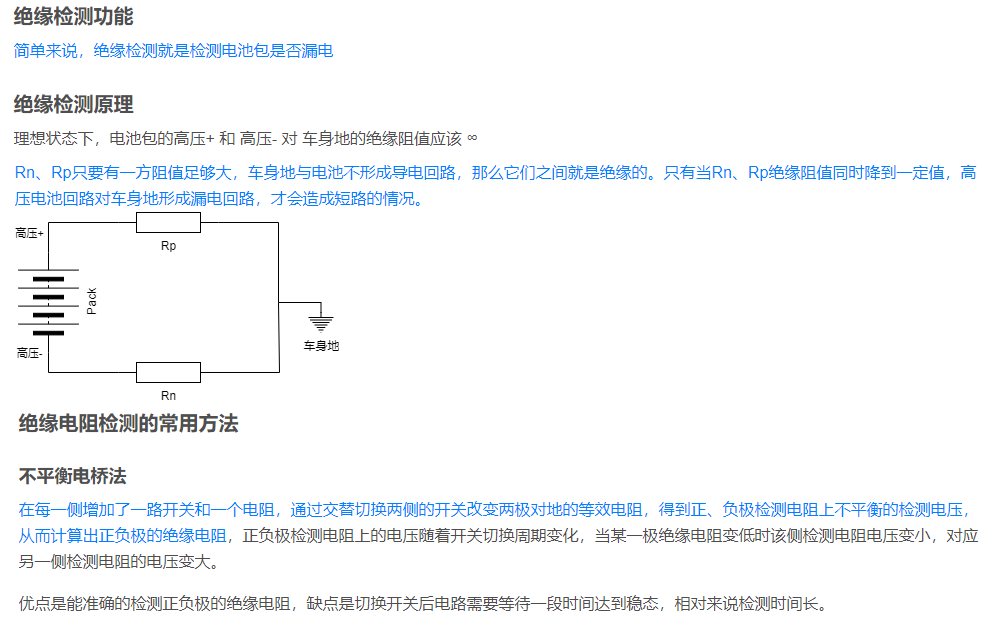 绝缘检测功能
简单来说，绝缘检测就是检测电池包是否漏电
绝缘检测原理
理想状态下，电池包的高压+ 和 高压- 对 车身地的绝缘阻值应该 ∞
Rn、Rp只要有一方阻值足够大，车身地与电池不形成导电回路，那么它们之间就是绝缘的。只有当Rn、Rp绝缘阻值同时降到一定值，高
压电池回路对车身地形成漏电回路，才会造成短路的情况。
高压+
Rp
Pack
车身地
高压-
Rn
绝缘电阻检测的常用方法
不平衡电桥法
在每一侧增加了一路开关和一个电阻，通过交替切换两侧的开关改变两极对地的等效电阻，得到正、负极检测电阻上不平衡的检测电压，
从而计算出正负极的绝缘电阻，正负极检测电阻上的电压随着开关切换周期变化，当某一极绝缘电阻变低时该侧检测电阻电压变小，对应
另一侧检测电阻的电压变大。
优点是能准确的检测正负极的绝缘电阻，缺点是切换开关后电路需要等待一段时间达到稳态，相对来说检测时间长。